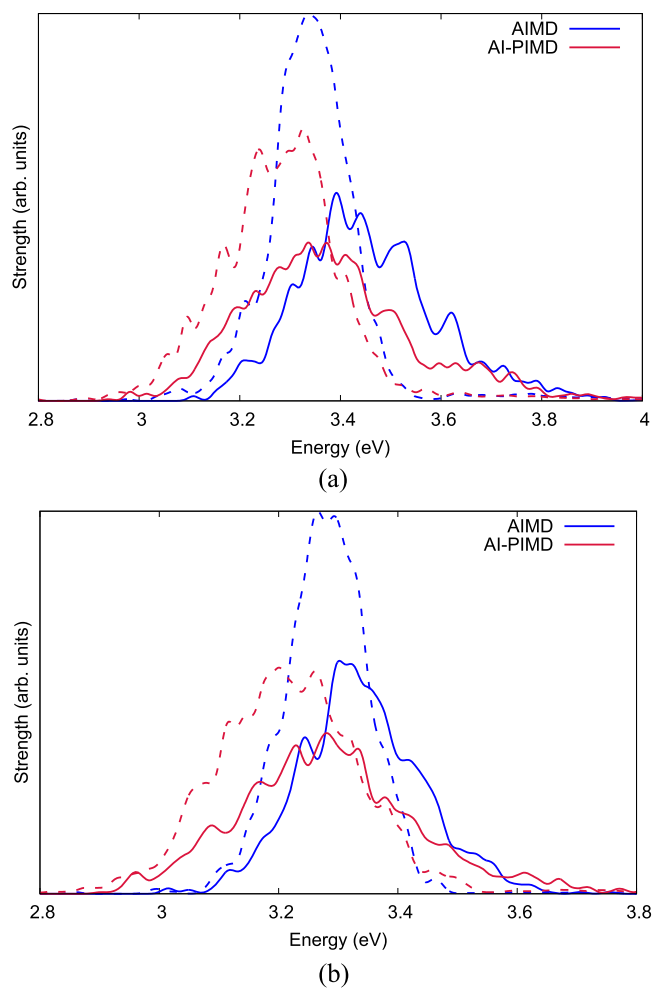 AIMD
AI-PIMD
Strength (arb. units)
2.8 3 3.2 3.4 3.6 3.8 4
Energy (eV)
(a)
AIMD
AI-PIMD
Strength (arb. units)
2.8 3 3.2 3.4 3.6 3.8
Energy (eV)
(b)